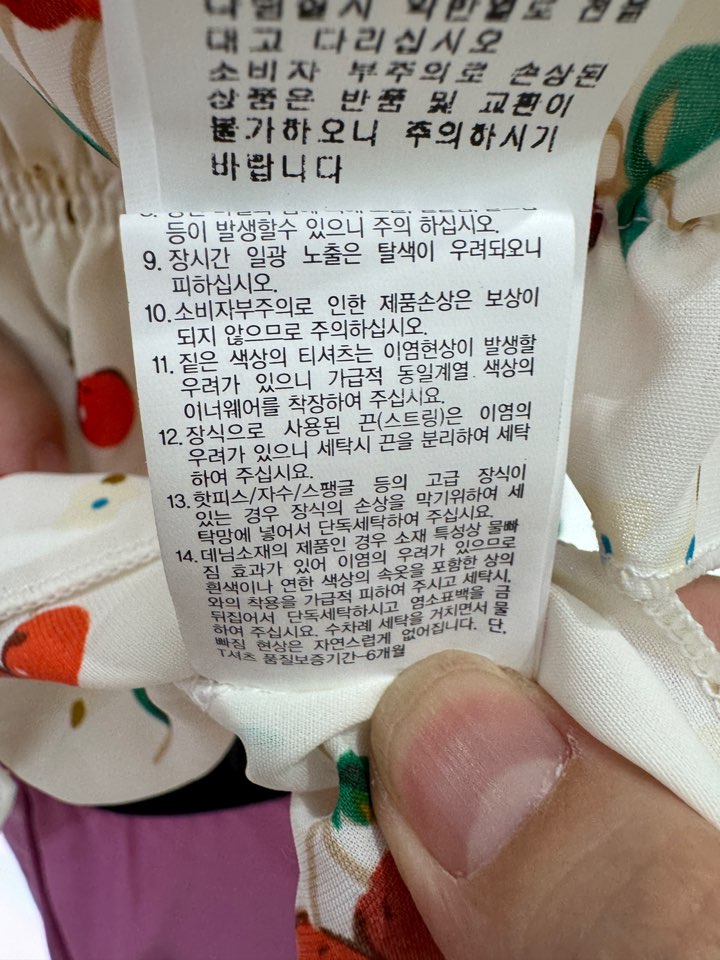 대고 다리십시오
소비자 부주의로 손상된
상품은 반품 및 교환이
불가하오니 주의하시기
바랍니다
등이 발생할수 있으니 주의 하십시오.
9. 장시간 일광 노출은 탈색이 우려되오니
피하십시오.
10. 소비자부주의로 인한 제품손상은 보상이
되지 않으므로 주의하십시오.
11. 짙은 색상의 티셔츠는 이염현상이 발생할
우려가 있으니 가급적 동일계열 색상의
이너웨어를 착장하여 주십시요.
12. 장식으로 사용된 끈(스트링)은 이염의
우려가 있으니 세탁시 끈을 분리하여 세탁
하여 주십시요.
13. 핫피스/자수/스팽글 등의 고급 장식이
있는 경우 장식의 손상을 막기위하여 세
탁망에 넣어서 단독세탁하여 주십시요.
14. 데님소재의 제품인 경우 소재 특성상 물빠
짐 효과가 있어 이염의 우려가 있으므로
흰색이나 연한 색상의 속옷을 포함한 상의
와의 착용을 가급적 피하여 주시고 세탁시,
뒤집어서 단독세탁하시고 염소표백을 금
하여 주십시요. 수차례 세탁을 거치면서 물
빠짐 현상은 자연스럽게 없어집니다. 단,
T셔츠 품질보증기간-6개월